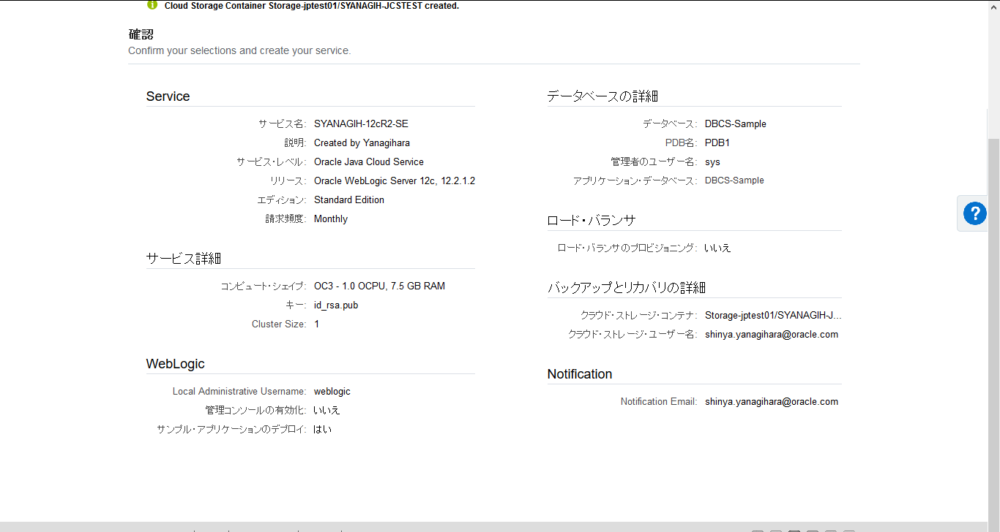 Cloud Storage Container Storage-jptest01/SYANAGIH-JCSTEST created.
確認
Confirm your selections and create your service.
Service
サービス名: SYANAGIH-12cR2-SE
説明: Created by Yanagihara
サービス・レベル: Oracle Java Cloud Service
リリース: Oracle WebLogic Server 12c, 12.2.1.2
エディション: Standard Edition
請求頻度: Monthly
サービス詳細
コンピュート・シェイプ: OC3 - 1.0 OCPU, 7.5 GB RAM
キー: id_rsa.pub
Cluster Size: 1
WebLogic
Local Administrative Username: weblogic
管理コンソールの有効化: いいえ
サンプル・アプリケーションのデプロイ: はい
データベースの詳細
データベース: DBCS-Sample
PDB名: PDB1
管理者のユーザー名: sys
アプリケーション・データベース: DBCS-Sample
ロード・バランサ
ロード・バランサのプロビジョニング: いいえ
バックアップとリカバリの詳細
クラウド・ストレージ・コンテナ: Storage-jptest01/SYANAGIH-J...
クラウド・ストレージ・ユーザー名: shinya.yanagihara@oracle.com
Notification
Notification Email: shinya.yanagihara@oracle.com
?